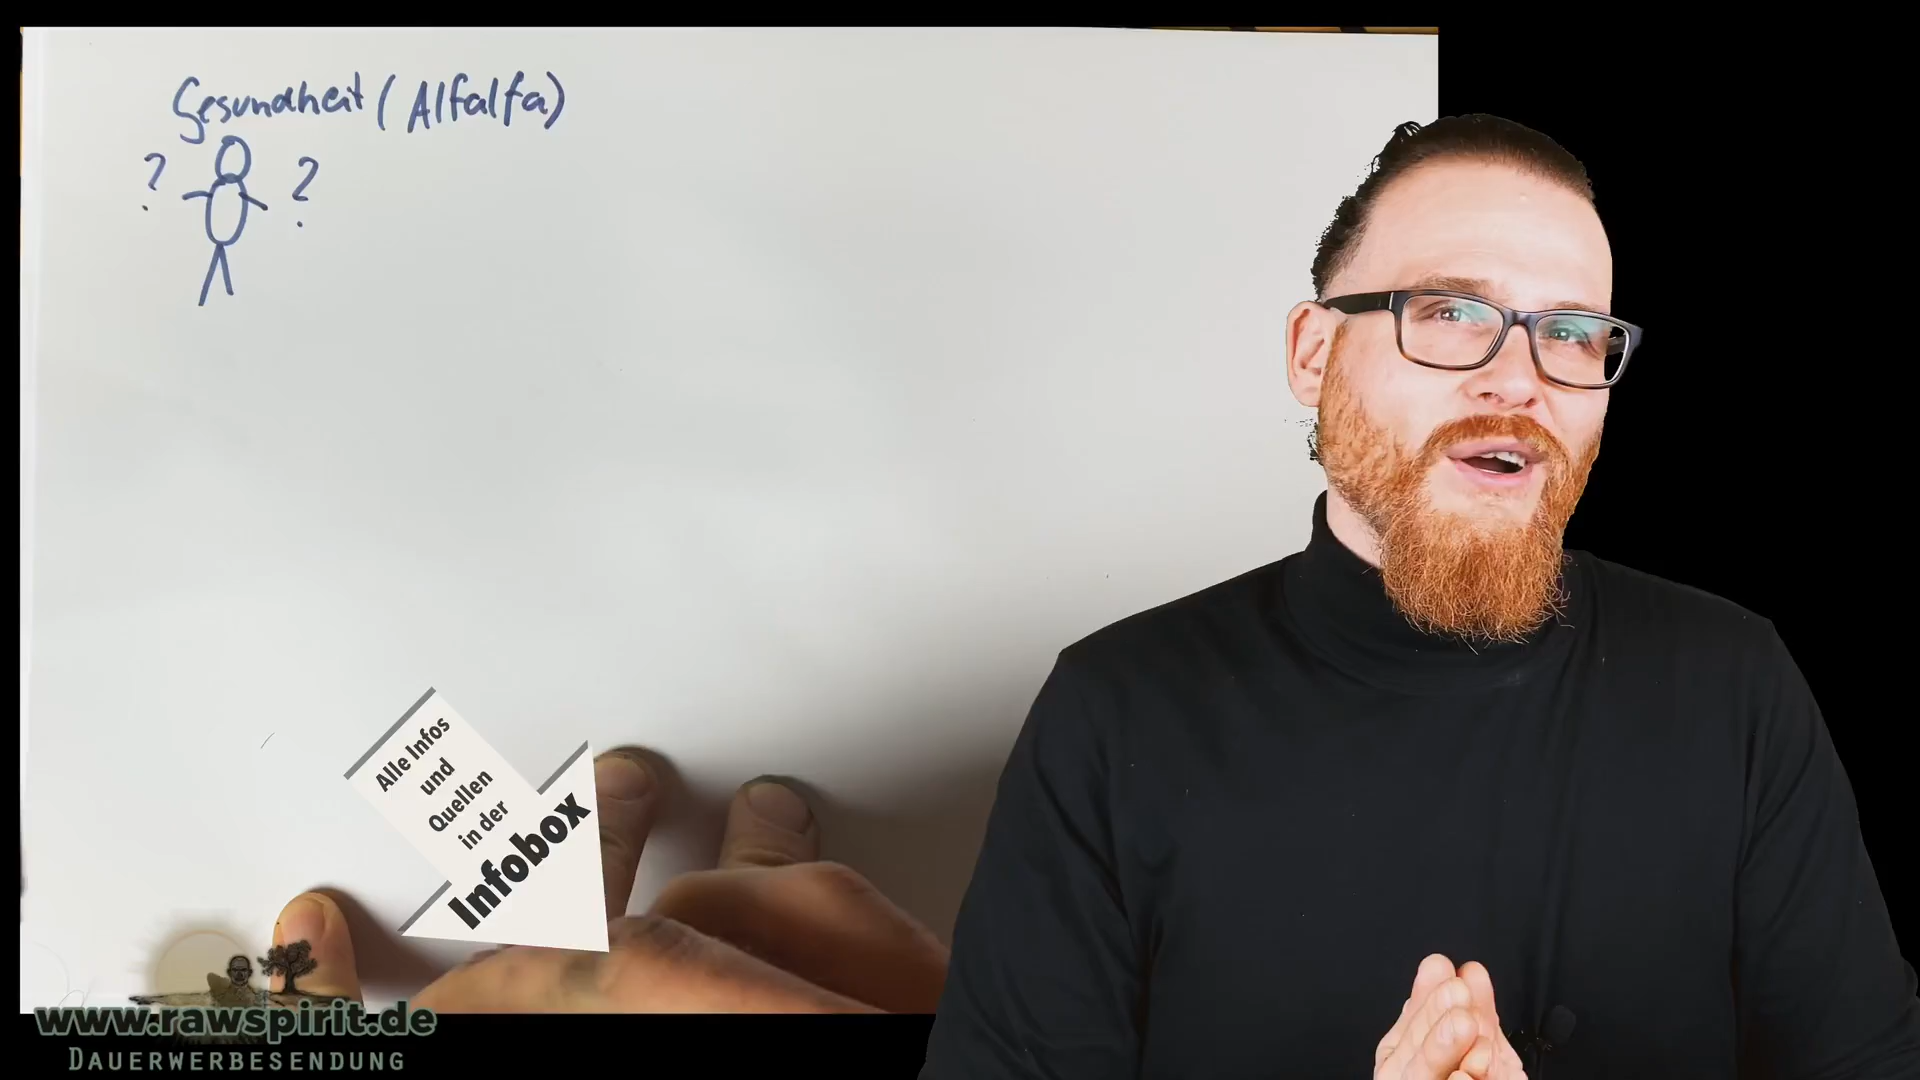 Gesundheit (Alfalfa)
? ?
Alle Infos
und
Quellen
in der
Infobox
www.rawspirit.de
DAUERWERBESENDUNG